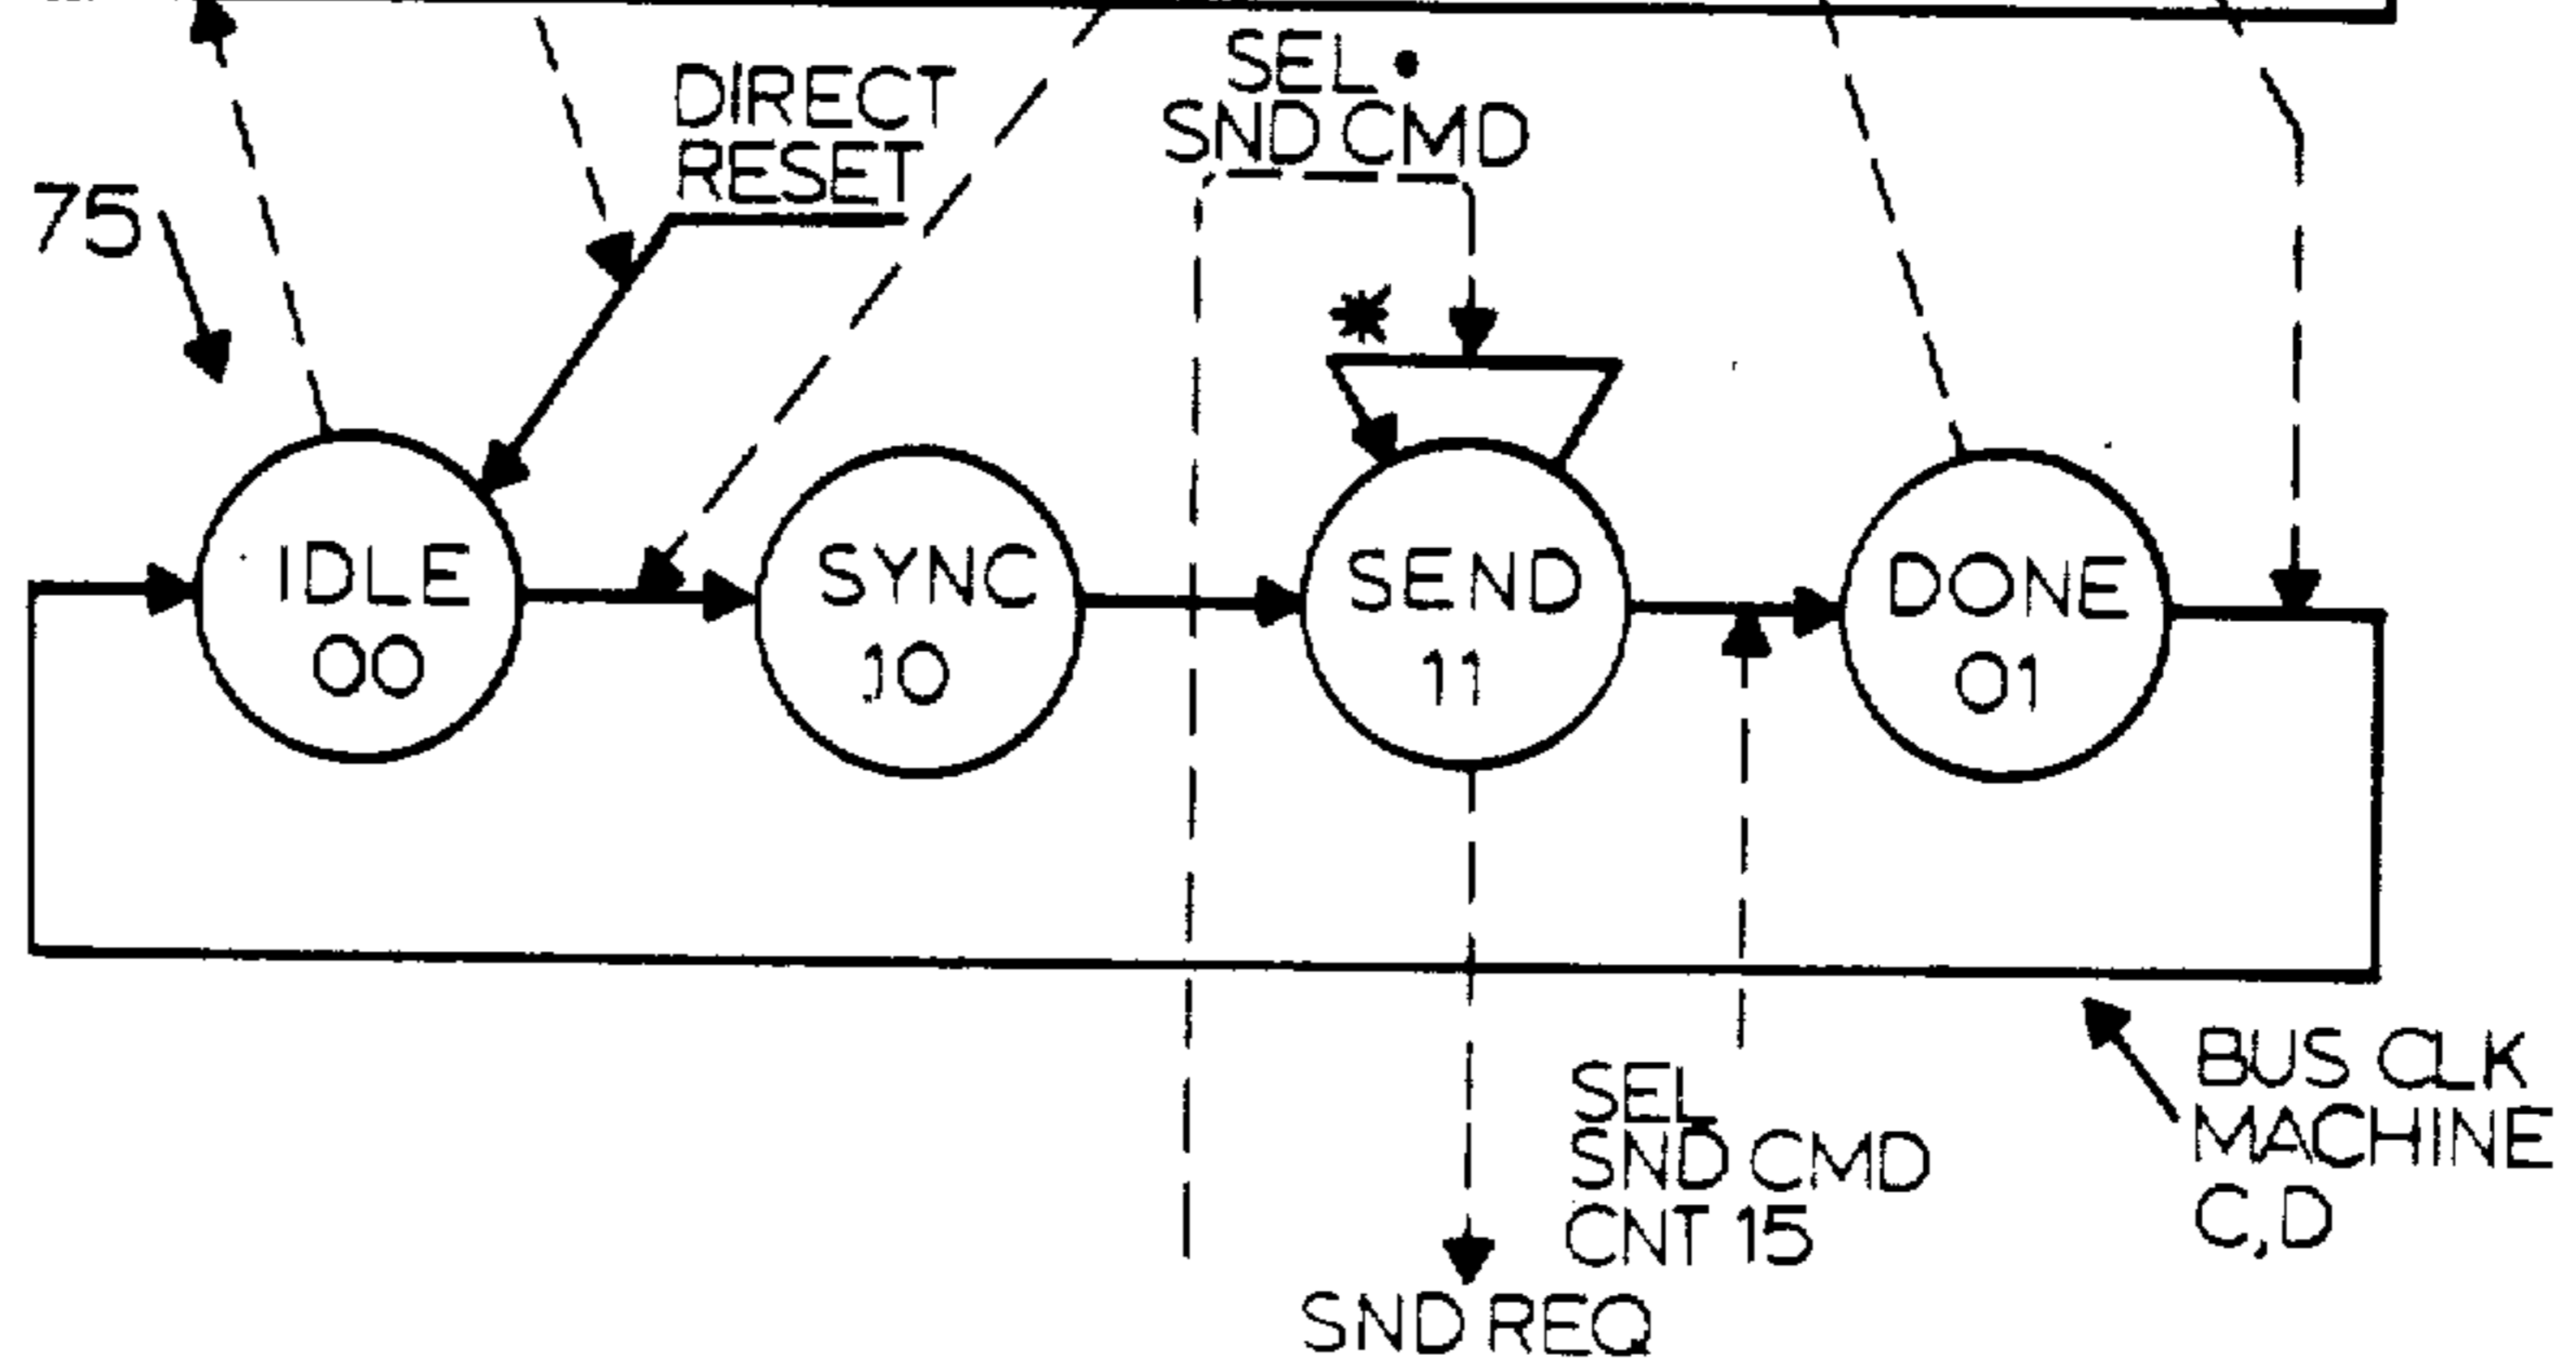 SEL •
SND CMD
DIRECT
RESET
75
*
IDLE
00
SYNC
10
SEND
11
DONE
01
SEL
SND CMD
CNT 15
BUS CLK
MACHINE
C, D
SND REQ